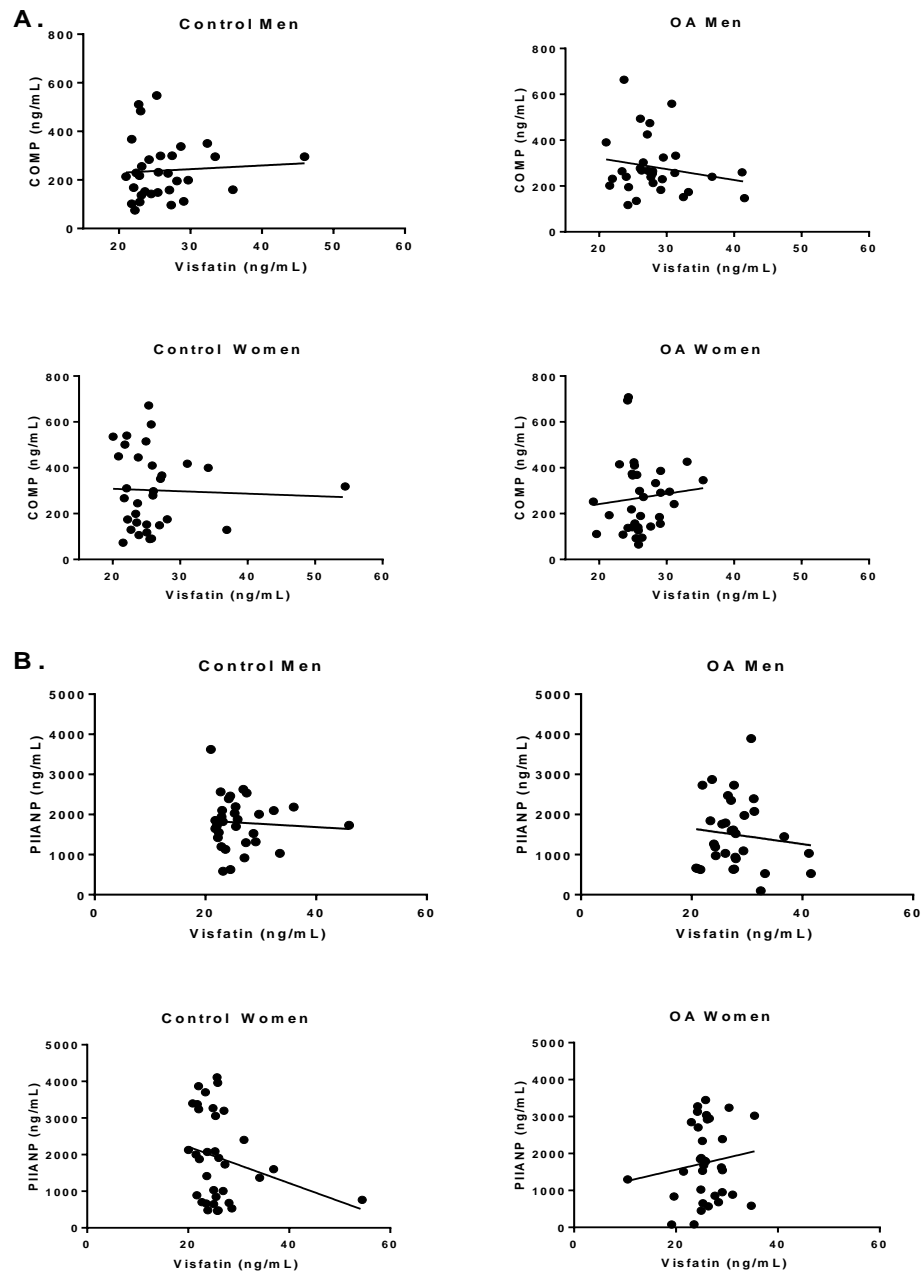 A.
Control Men
OA Men
800
600
400
200
0
COMP (ng/mL)
20 30 40 50 60
Visfatin (ng/mL)
800
600
400
200
0
COMP (ng/mL)
20 30 40 50 60
Visfatin (ng/mL)
Control Women
OA Women
800
600
400
200
0
COMP (ng/mL)
20 30 40 50 60
Visfatin (ng/mL)
800
600
400
200
0
COMP (ng/mL)
20 30 40 50 60
Visfatin (ng/mL)
B.
Control Men
OA Men
5000
4000
3000
2000
1000
0
PIIANP (ng/mL)
0 20 40 60
Visfatin (ng/mL)
5000
4000
3000
2000
1000
0
PIIANP (ng/mL)
0 20 40 60
Visfatin (ng/mL)
Control Women
OA Women
5000
4000
3000
2000
1000
0
PIIANP (ng/mL)
0 20 40 60
Visfatin (ng/mL)
5000
4000
3000
2000
1000
0
PIIANP (ng/mL)
0 20 40 60
Visfatin (ng/mL)